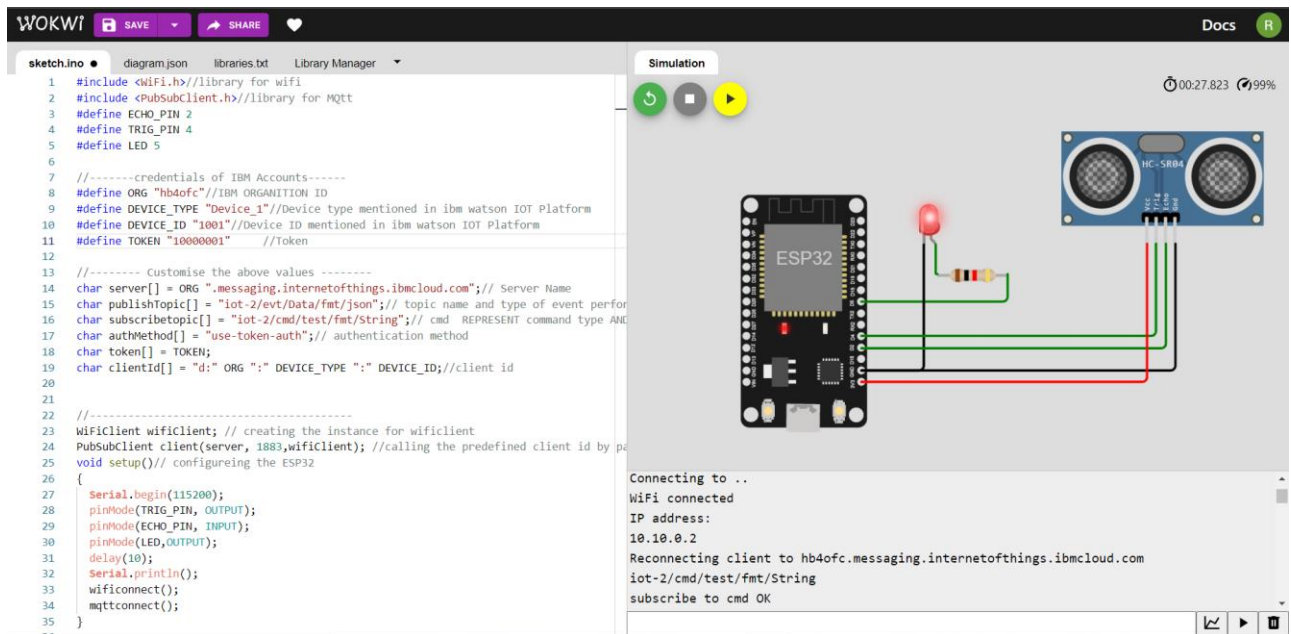 WOKWI SAVE SHARE Docs R
sketch.ino ● diagram.json libraries.txt Library Manager
1 #include <WiFi.h>//library for wifi
2 #include <PubSubClient.h>//library for MQtt
3 #define ECHO_PIN 2
4 #define TRIG_PIN 4
5 #define LED 5
6
7 //-------credentials of IBM Accounts------
8 #define ORG "hb4ofc"//IBM ORGANITION ID
9 #define DEVICE_TYPE "Device_1"//Device type mentioned in ibm watson IOT Platform
10 #define DEVICE_ID "1001"//Device ID mentioned in ibm watson IOT Platform
11 #define TOKEN "10000001" //Token
12
13 //-------- Customise the above values --------
14 char server[] = ORG ".messaging.internetofthings.ibmcloud.com";// Server Name
15 char publishTopic[] = "iot-2/evt/Data/fmt/json";// topic name and type of event perfor
16 char subscribetopic[] = "iot-2/cmd/test/fmt/String";// cmd REPRESENT command type AND
17 char authMethod[] = "use-token-auth";// authentication method
18 char token[] = TOKEN;
19 char clientId[] = "d:" ORG ":" DEVICE_TYPE ":" DEVICE_ID;//client id
20
21
22 //-----------------------------------------
23 WiFiClient wifiClient; // creating the instance for wificlient
24 PubSubClient client(server, 1883,wifiClient); //calling the predefined client id by pa
25 void setup()// configureing the ESP32
26 {
27 Serial.begin(115200);
28 pinMode(TRIG_PIN, OUTPUT);
29 pinMode(ECHO_PIN, INPUT);
30 pinMode(LED,OUTPUT);
31 delay(10);
32 Serial.println();
33 wificonnect();
34 mqttconnect();
35 }
Simulation
00:27.823 99%
HC-SR04
Vcc
Trig
Echo
Gnd
ESP32
Connecting to ..
WiFi connected
IP address:
10.10.0.2
Reconnecting client to hb4ofc.messaging.internetofthings.ibmcloud.com
iot-2/cmd/test/fmt/String
subscribe to cmd OK